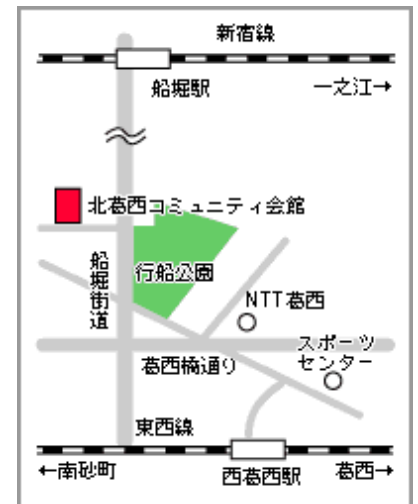 新宿線
船堀駅
一之江→
北葛西コミュニティ会館
船堀街道
行船公園
NTT葛西
スポーツ
センター
葛西橋通り
東西線
←南砂町
西葛西駅
葛西→